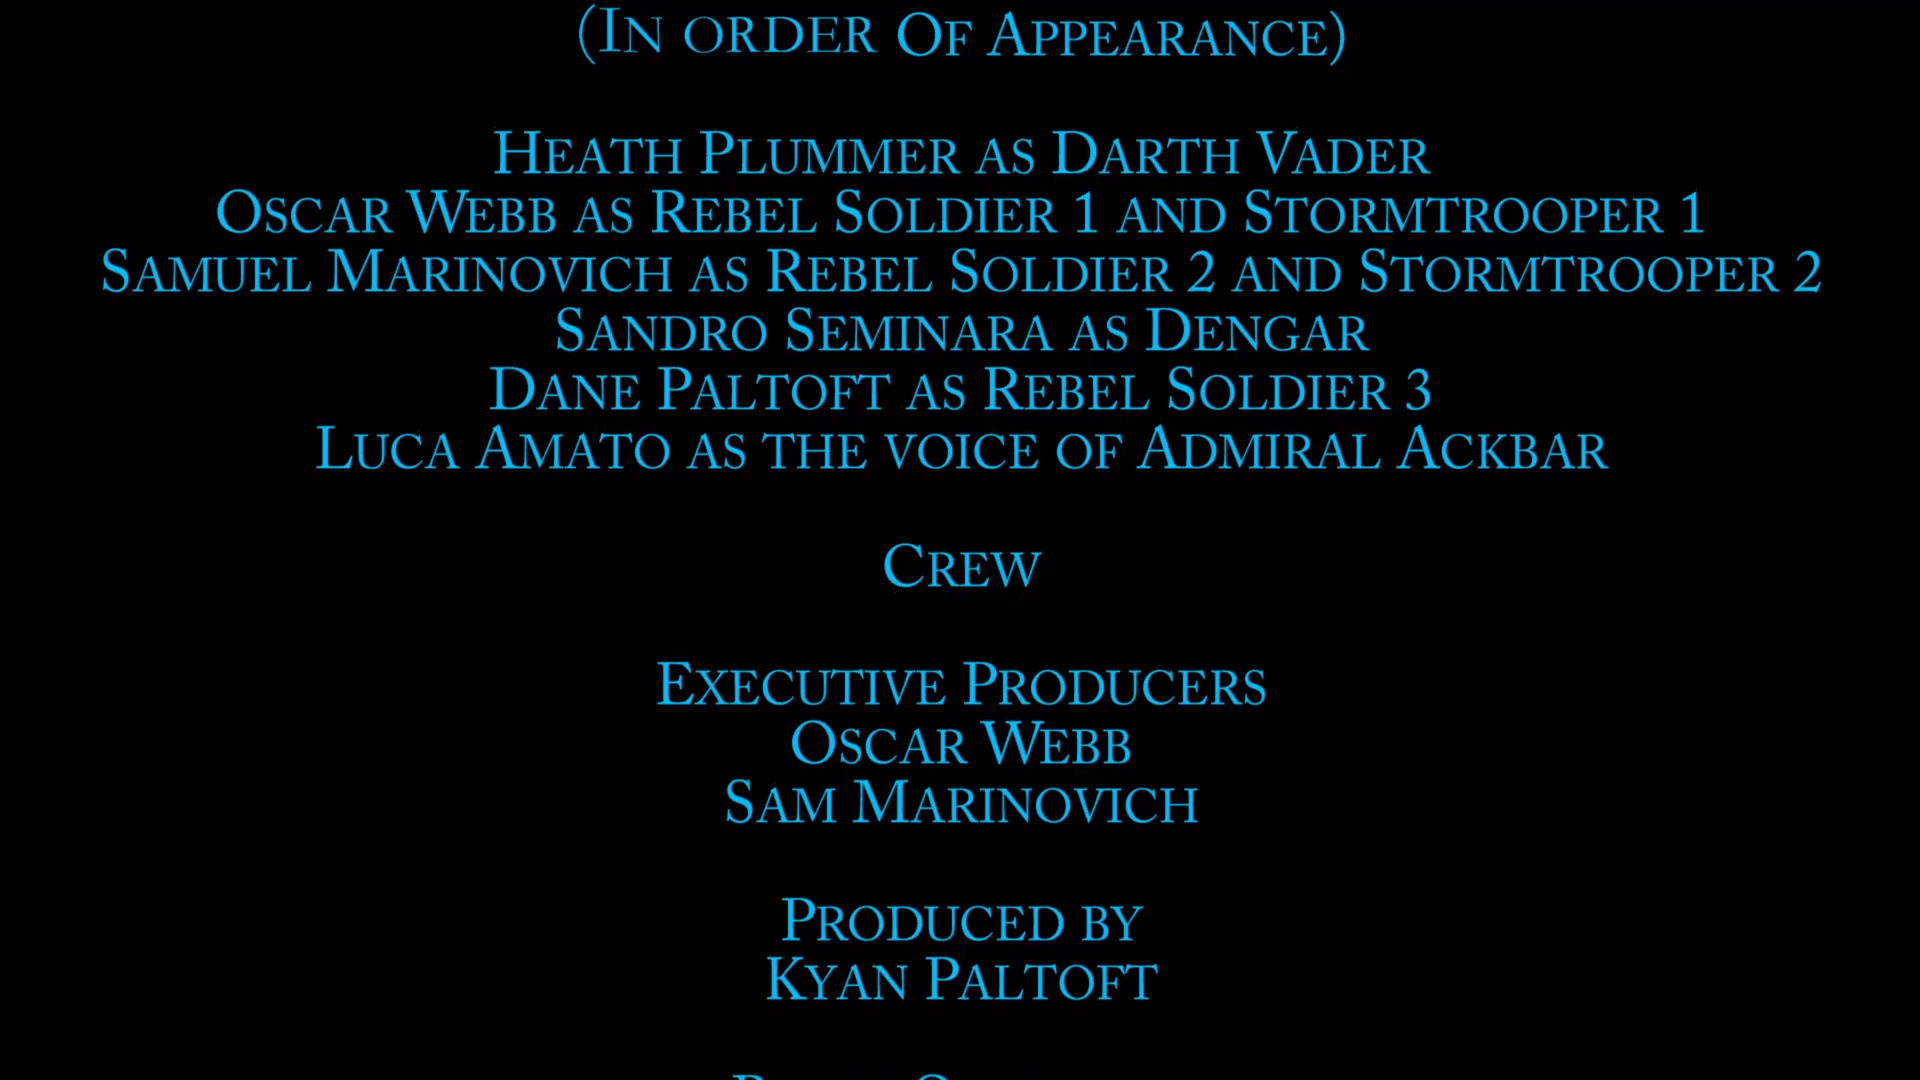 (In order Of Appearance)
Heath Plummer as Darth Vader
Oscar Webb as Rebel Soldier 1 and Stormtrooper 1
Samuel Marinovich as Rebel Soldier 2 and Stormtrooper 2
Sandro Seminara as Dengar
Dane Paltoft as Rebel Soldier 3
Luca Amato as the voice of Admiral Ackbar
Crew
Executive Producers
Oscar Webb
Sam Marinovich
Produced by
Kyan Paltoft